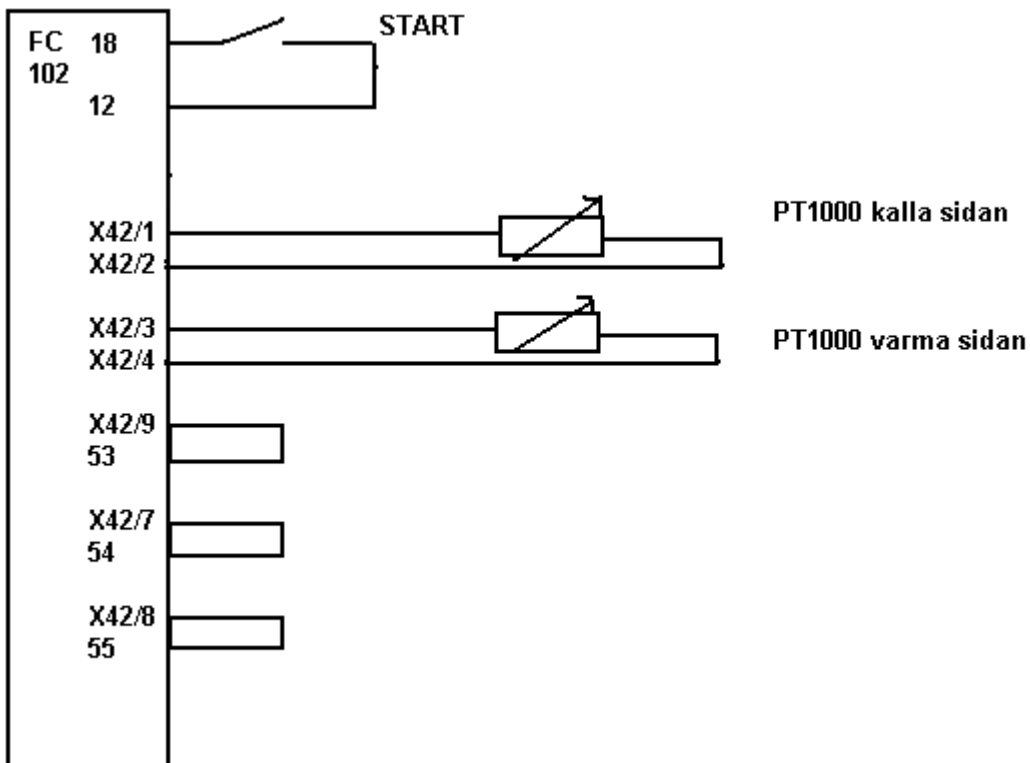 FC 18
102
START
12
X42/1
PT1000 kalla sidan
X42/2
X42/3
PT1000 varma sidan
X42/4
X42/9
53
X42/7
54
X42/8
55